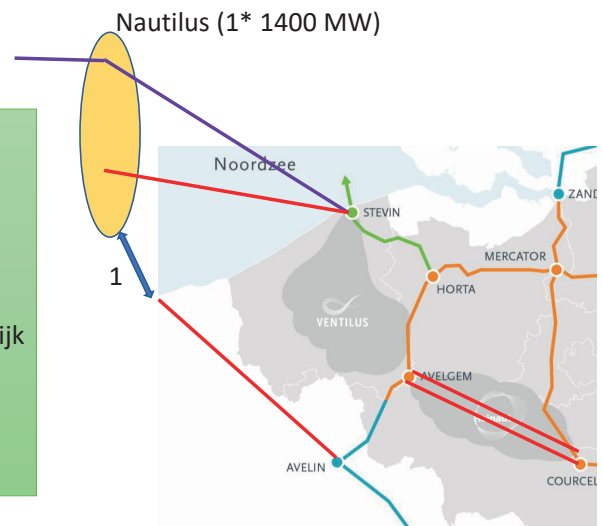 Nautilus (1* 1400 MW)
Noordzee
ZAND
STEVIN
MERCATOR
HORTA
1
VENTILUS
ijk
AVELGEM
AVELIN
COURCEL